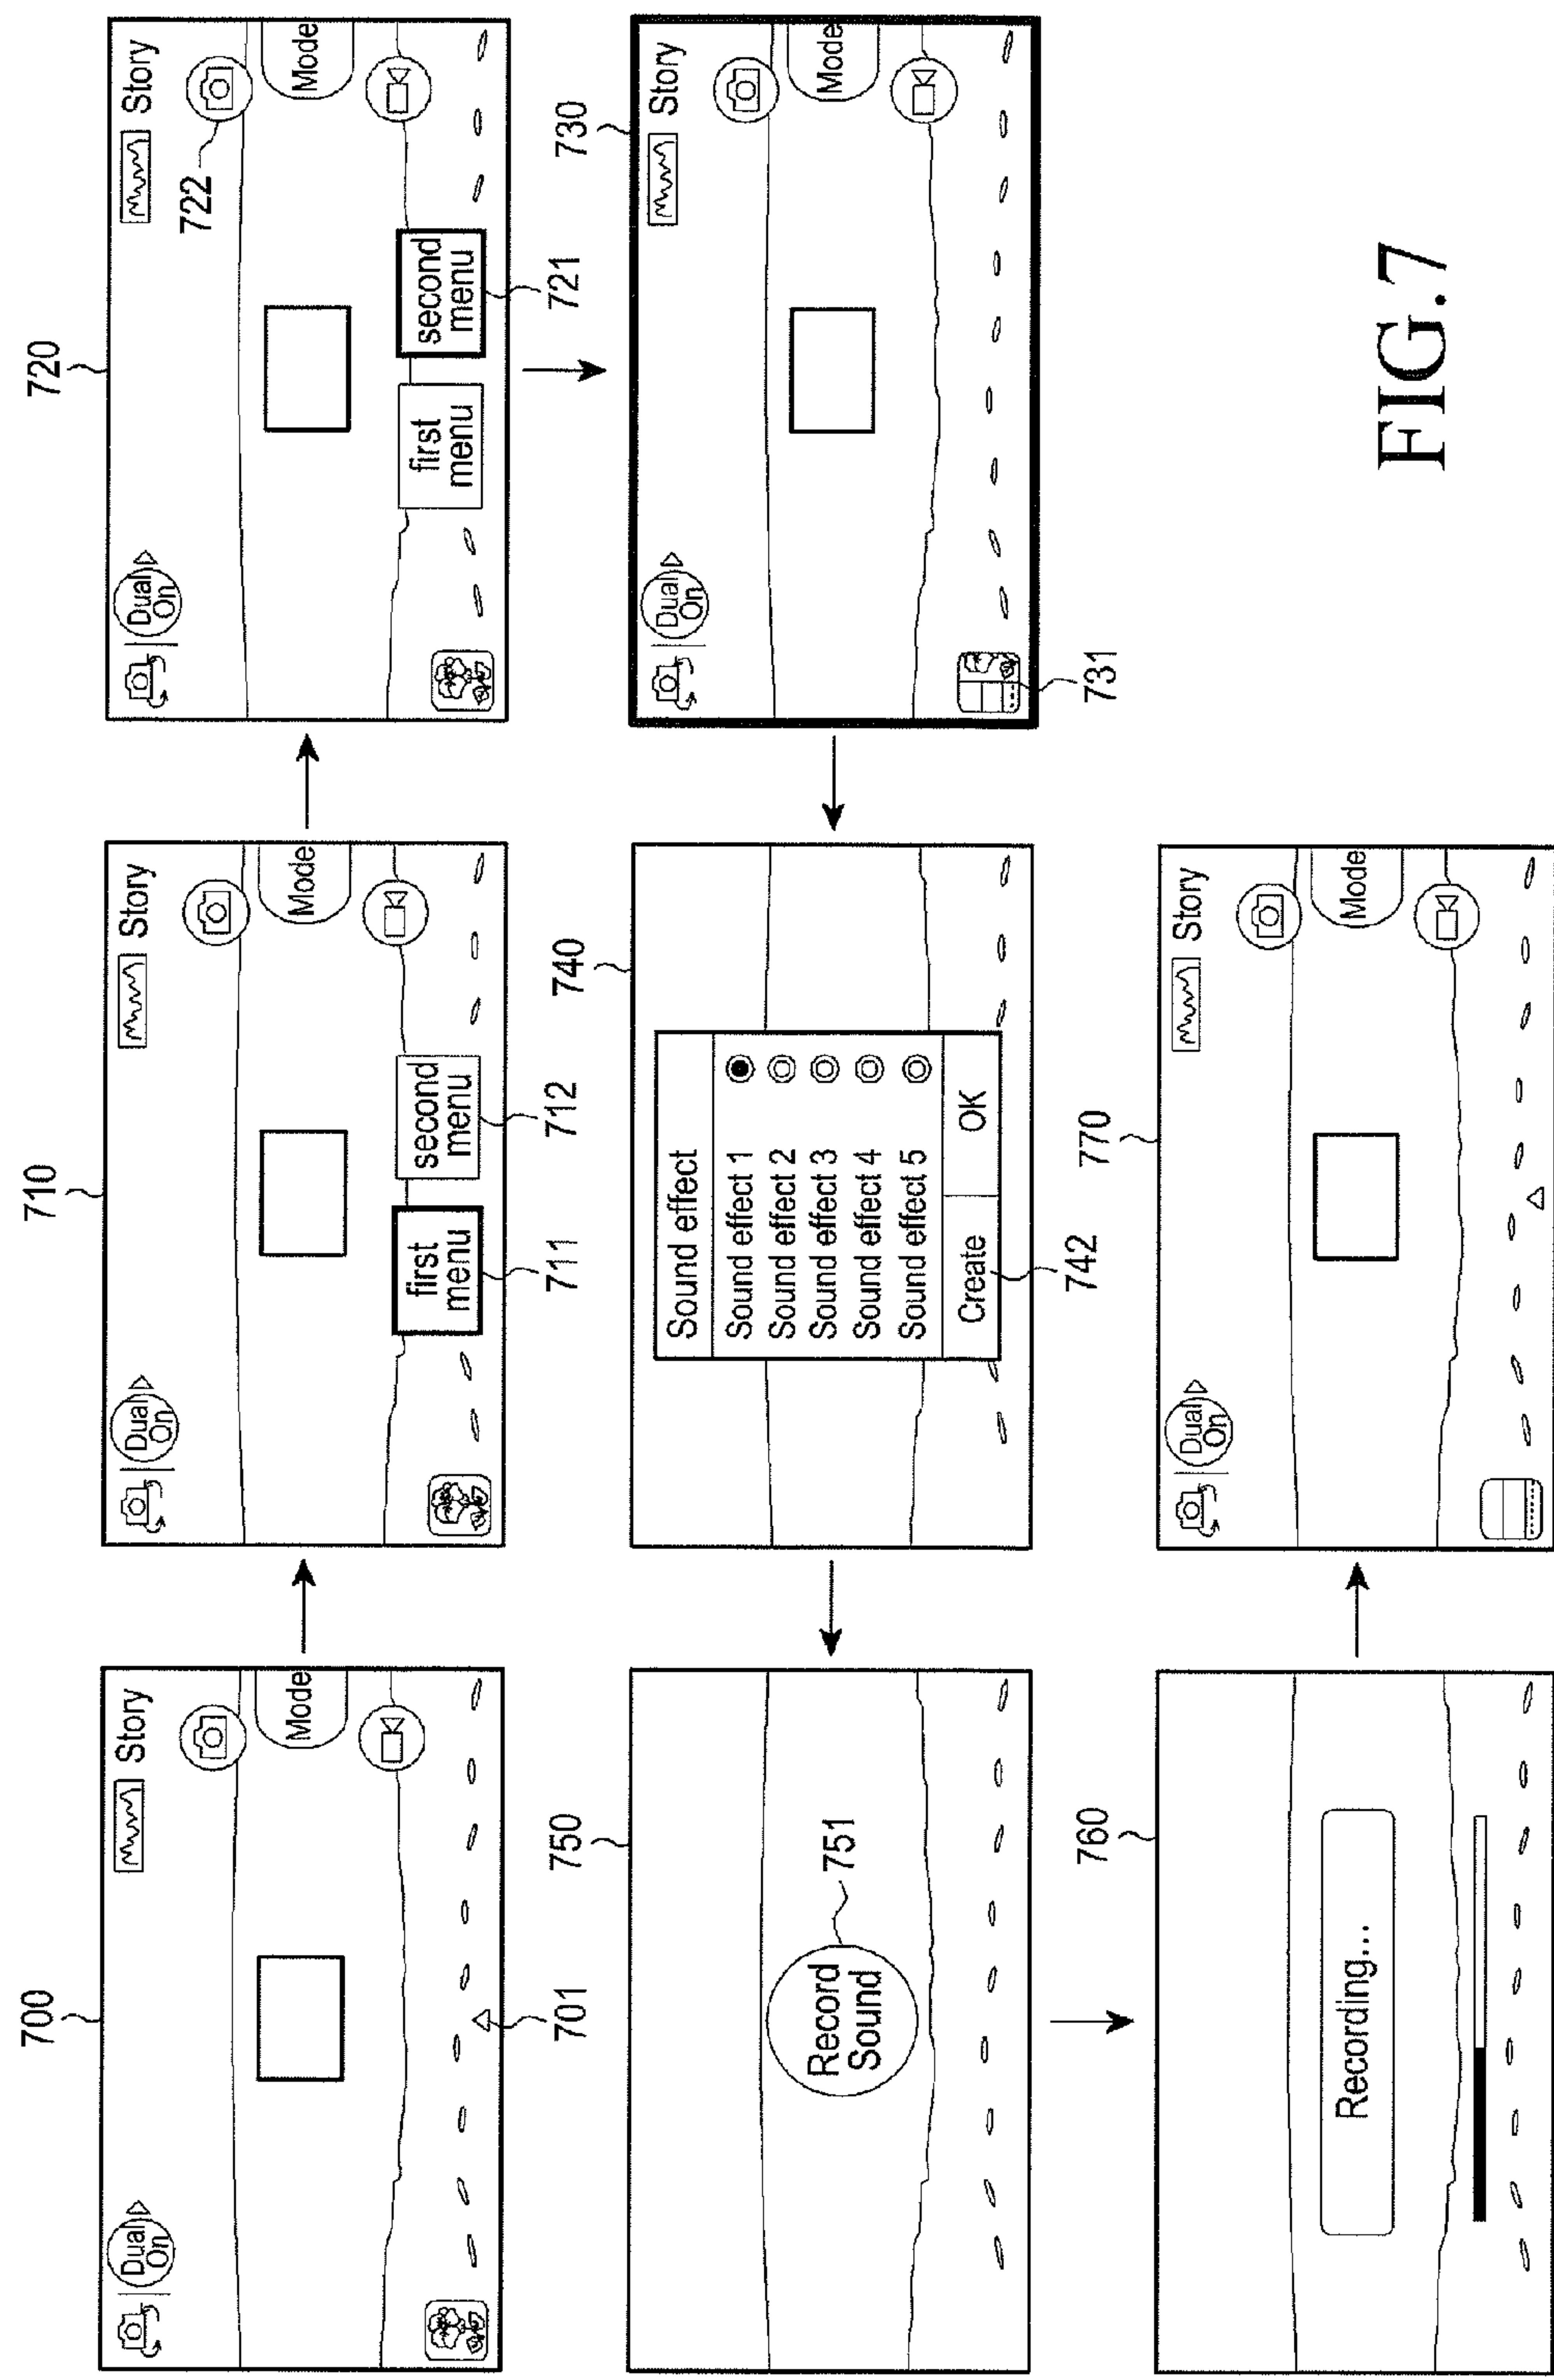 700
Dual
On
Story
Mode
701
710
Dual
On
Story
Mode
first
menu
second
menu
711
712
720
Dual
On
Story
722
Mode
first
menu
second
menu
721
730
Dual
On
Story
Mode
731
740
Sound effect
Sound effect 1
Sound effect 2
Sound effect 3
Sound effect 4
Sound effect 5
Create
OK
742
750
Record
Sound
751
760
Recording...
770
Dual
On
Story
Mode
FIG.7